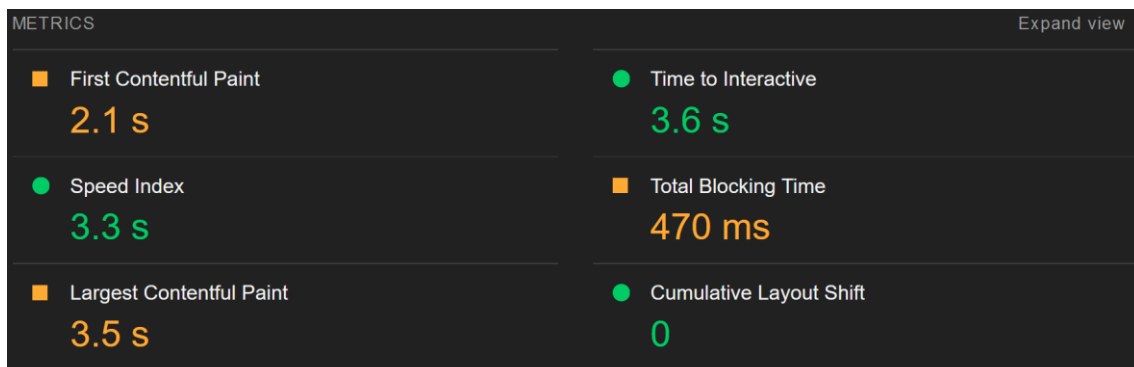 METRICS
Expand view
First Contentful Paint
2.1 s
Time to Interactive
3.6 s
Speed Index
3.3 s
Total Blocking Time
470 ms
Largest Contentful Paint
3.5 s
Cumulative Layout Shift
0